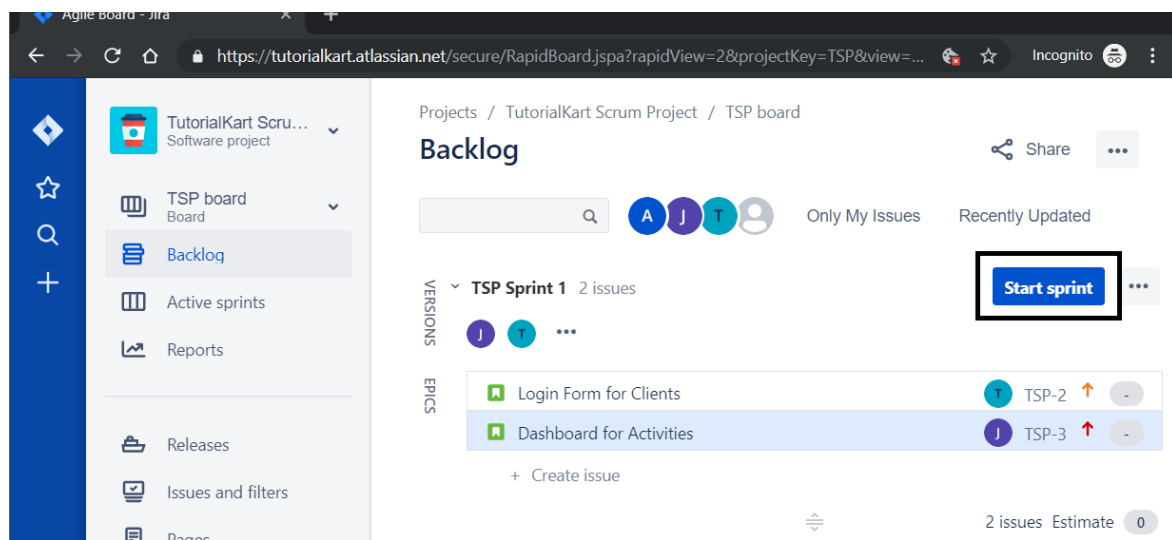 Agile Board - Jira
https://tutorialkart.atlassian.net/secure/RapidBoard.jspa?rapidView=2&projectKey=TSP&view=...
Incognito
TutorialKart Scru...
Software project
TSP board
Board
Backlog
Active sprints
Reports
Releases
Issues and filters
Pages
Projects / TutorialKart Scrum Project / TSP board
Backlog
Share
A J T
Only My Issues
Recently Updated
VERSIONS
EPICS
TSP Sprint 1 2 issues
Start sprint
J T
Login Form for Clients T TSP-2 -
Dashboard for Activities J TSP-3 -
+ Create issue
2 issues Estimate 0